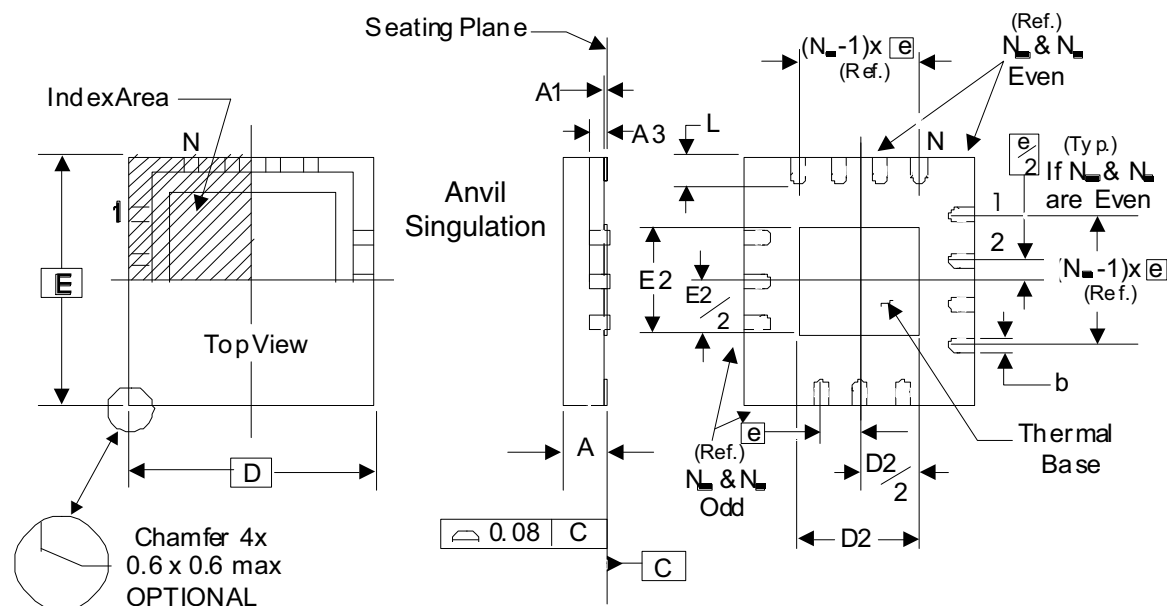 Seating Plane
IndexArea
N
1
E
TopView
D
Chamfer 4x
0.6 x 0.6 max
OPTIONAL
A1
A3
Anvil
Singulation
A
0.08 C
C
L
(N -1)x e
(Ref.)
(Ref.)
N & N
Even
N
e/2
(Typ.)
If N & N
are Even
1
2
(N -1)x e
(Ref.)
b
E2
E2/2
e
(Ref.)
N & N
Odd
D2/2
D2
Thermal
Base